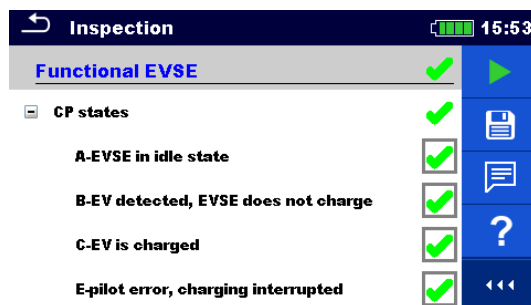 Inspection 15:53
Functional EVSE
CP states
A-EVSE in idle state
B-EV detected, EVSE does not charge
C-EV is charged
E-pilot error, charging interrupted
?